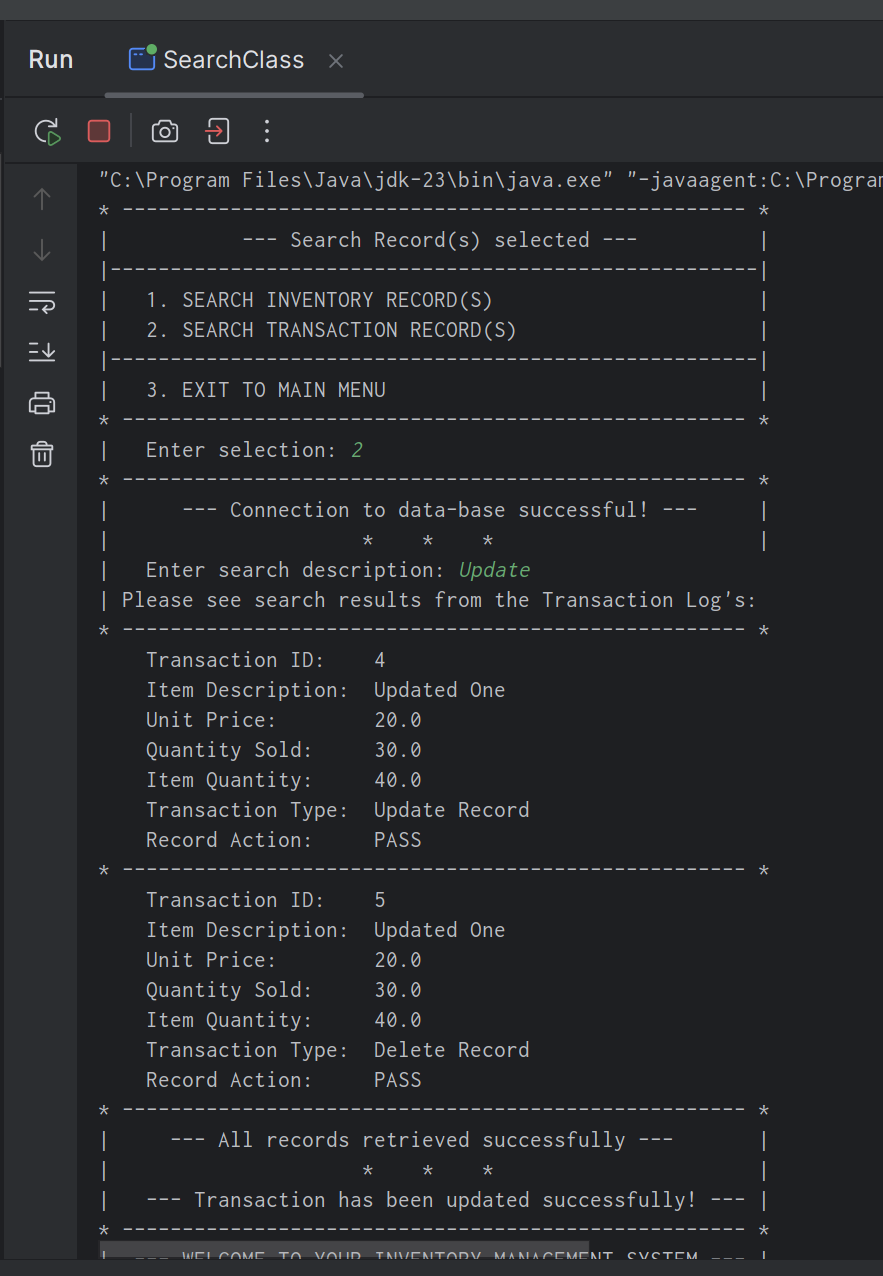 Run SearchClass
"C:\Program Files\Java\jdk-23\bin\java.exe" "-javaagent:C:\Program
* ---------------------------------------------------- *
| --- Search Record(s) selected --- |
|------------------------------------------------------|
| 1. SEARCH INVENTORY RECORD(S) |
| 2. SEARCH TRANSACTION RECORD(S) |
|------------------------------------------------------|
| 3. EXIT TO MAIN MENU |
* ---------------------------------------------------- *
| Enter selection: 2
* ---------------------------------------------------- *
| --- Connection to data-base successful! --- |
| * * * |
| Enter search description: Update
| Please see search results from the Transaction Log's:
* ---------------------------------------------------- *
Transaction ID: 4
Item Description: Updated One
Unit Price: 20.0
Quantity Sold: 30.0
Item Quantity: 40.0
Transaction Type: Update Record
Record Action: PASS
* ---------------------------------------------------- *
Transaction ID: 5
Item Description: Updated One
Unit Price: 20.0
Quantity Sold: 30.0
Item Quantity: 40.0
Transaction Type: Delete Record
Record Action: PASS
* ---------------------------------------------------- *
| --- All records retrieved successfully --- |
| * * * |
| --- Transaction has been updated successfully! --- |
* ---------------------------------------------------- *
| --- WELCOME TO YOUR INVENTORY MANAGEMENT SYSTEM --- |